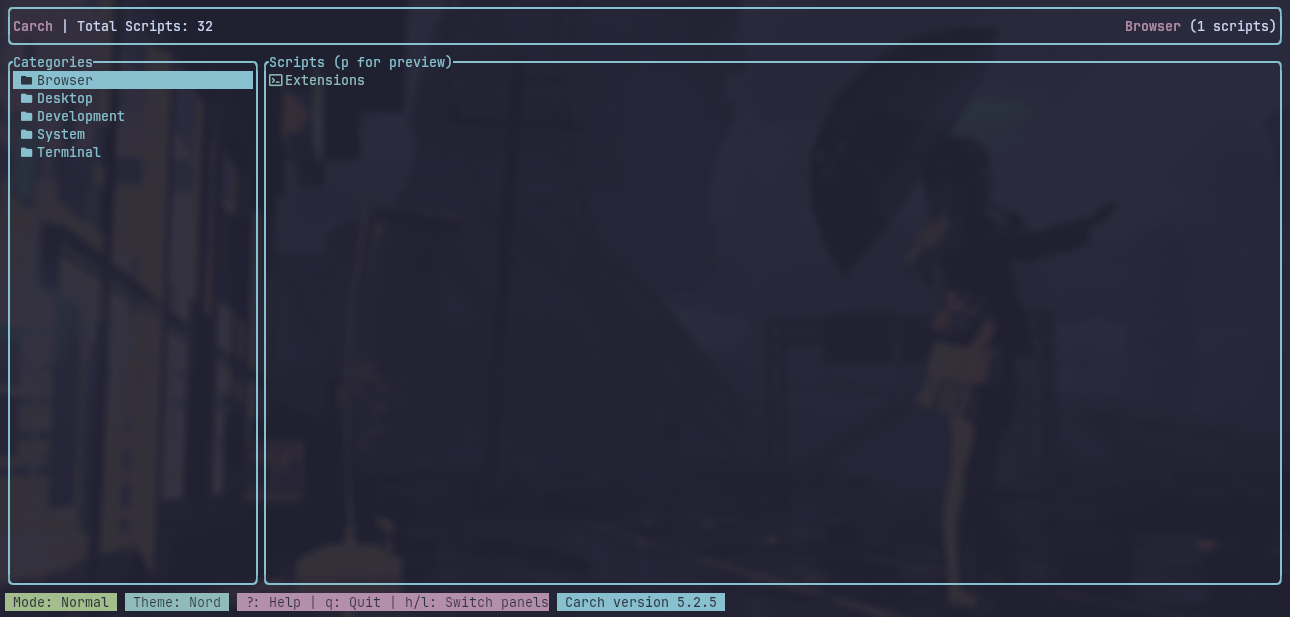 Carch | Total Scripts: 32
Browser (1 scripts)
Categories
Browser
Desktop
Development
System
Terminal
Scripts (p for preview)
Extensions
Mode: Normal
Theme: Nord
?: Help | q: Quit | h/l: Switch panels
Carch version 5.2.5